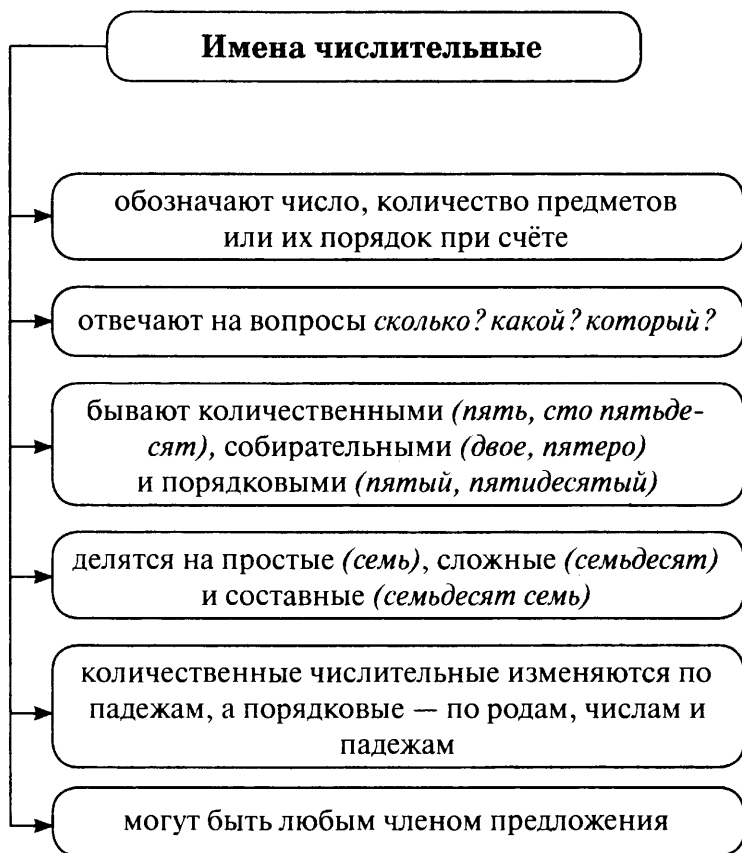 Имена числительные
обозначают число, количество предметов
или их порядок при счёте
отвечают на вопросы сколько? какой? который?
бывают количественными (пять, сто пятьде-
сят), собирательными (двое, пятеро)
и порядковыми (пятый, пятидесятый)
делятся на простые (семь), сложные (семьдесят)
и составные (семьдесят семь)
количественные числительные изменяются по
падежам, а порядковые — по родам, числам и
падежам
могут быть любым членом предложения